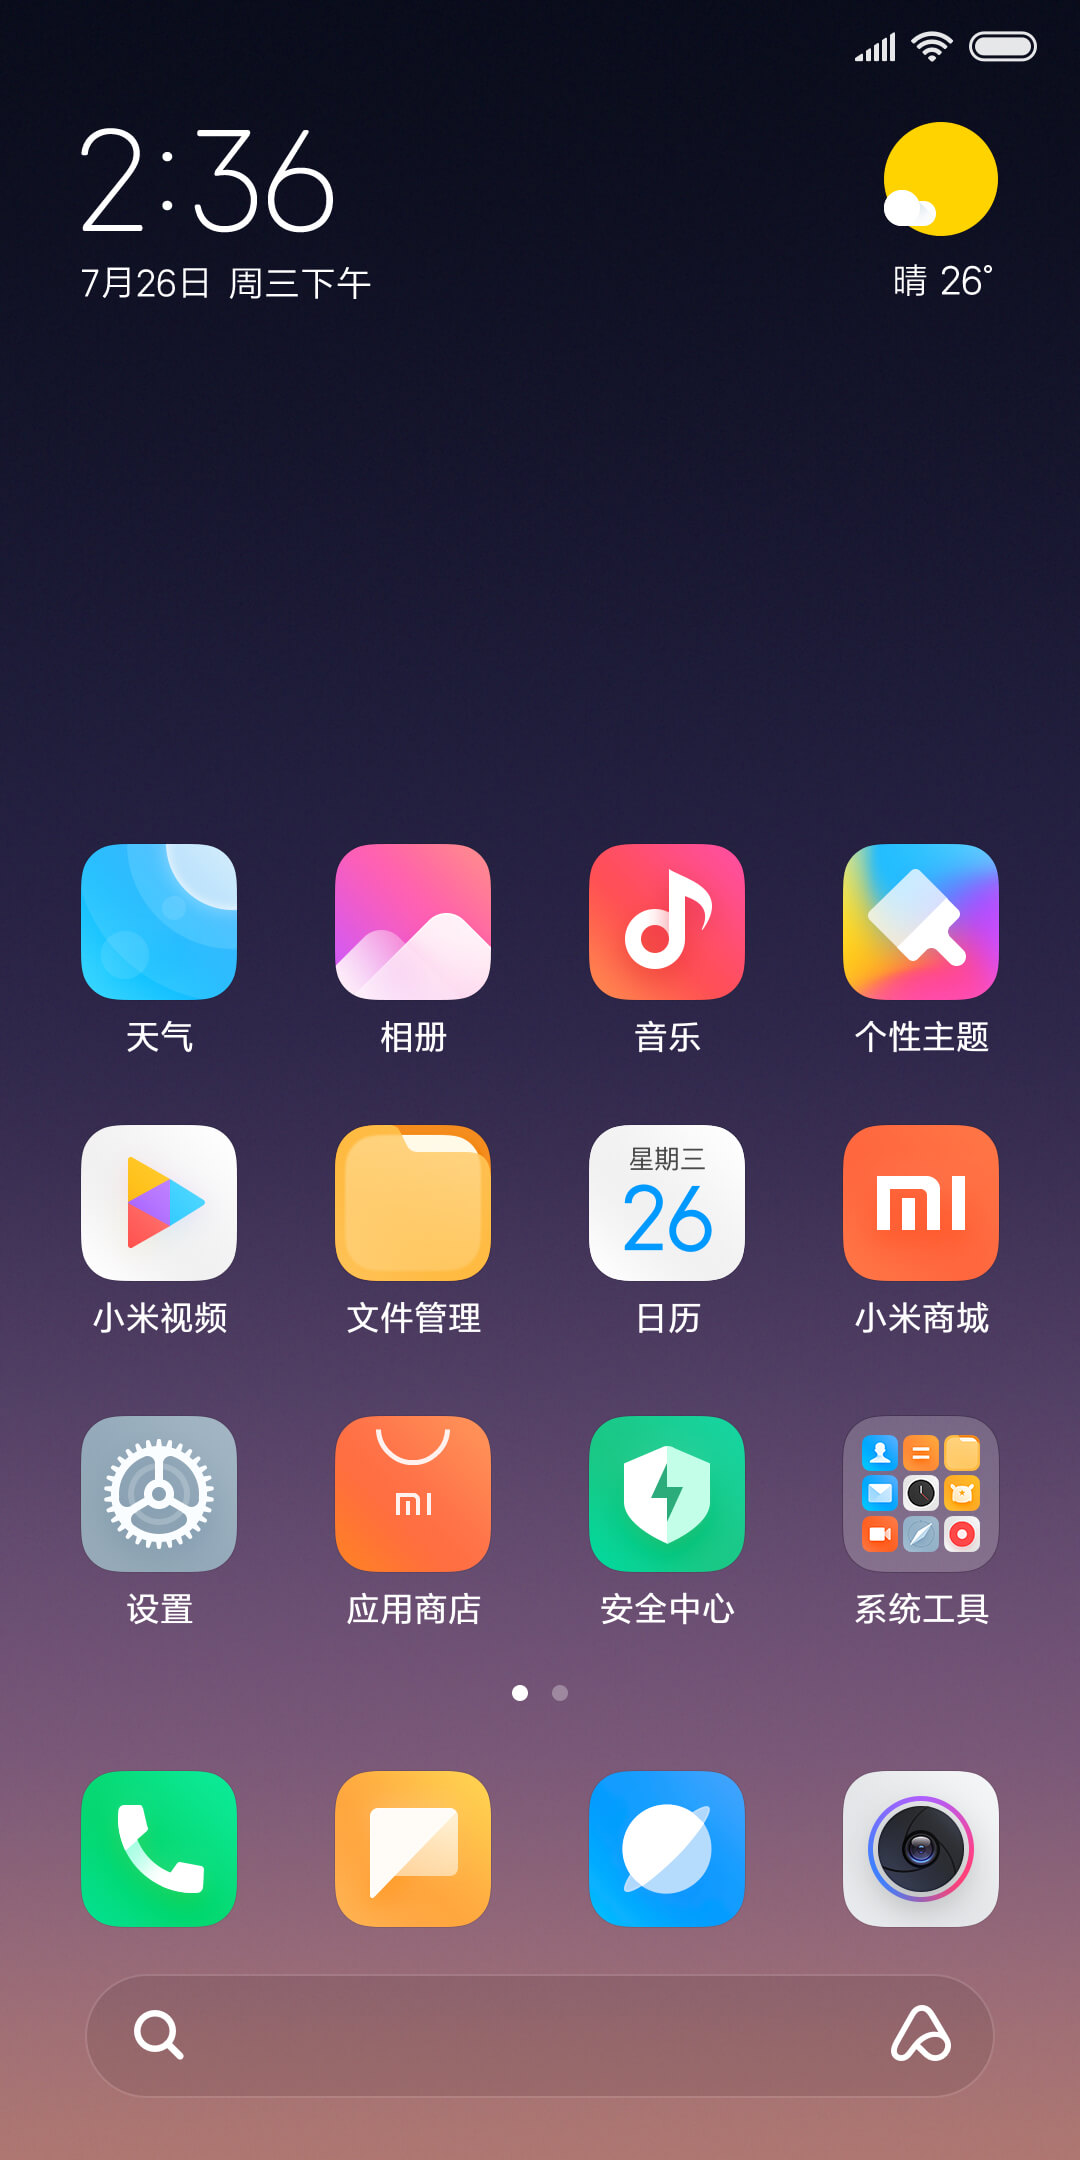 2:36
7月26日 周三下午
晴 26°
天气
相册
音乐
个性主题
星期三
26
mi
小米视频
文件管理
日历
小米商城
mi
设置
应用商店
安全中心
系统工具